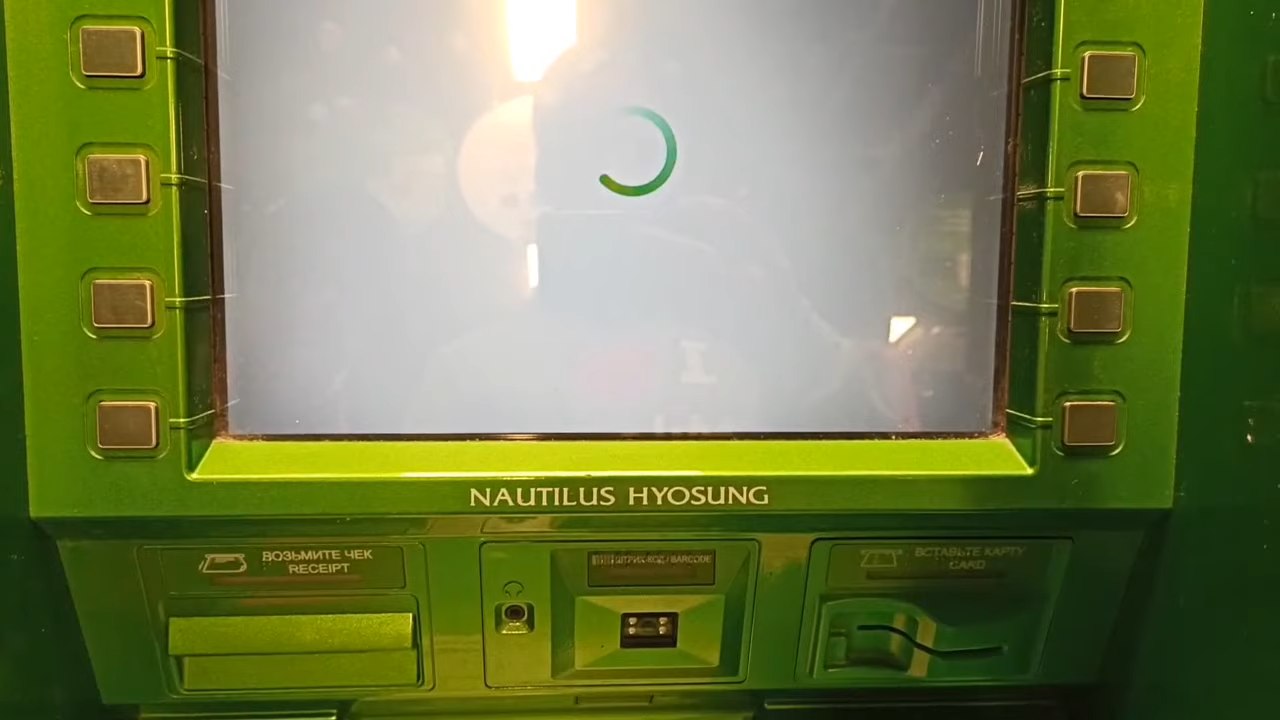 NAUTILUS HYOSUNG
ВОЗЬМИТЕ ЧЕК
RECEIPT
ШТРИХ-КОД / BARCODE
ВСТАВЬТЕ КАРТУ
CARD